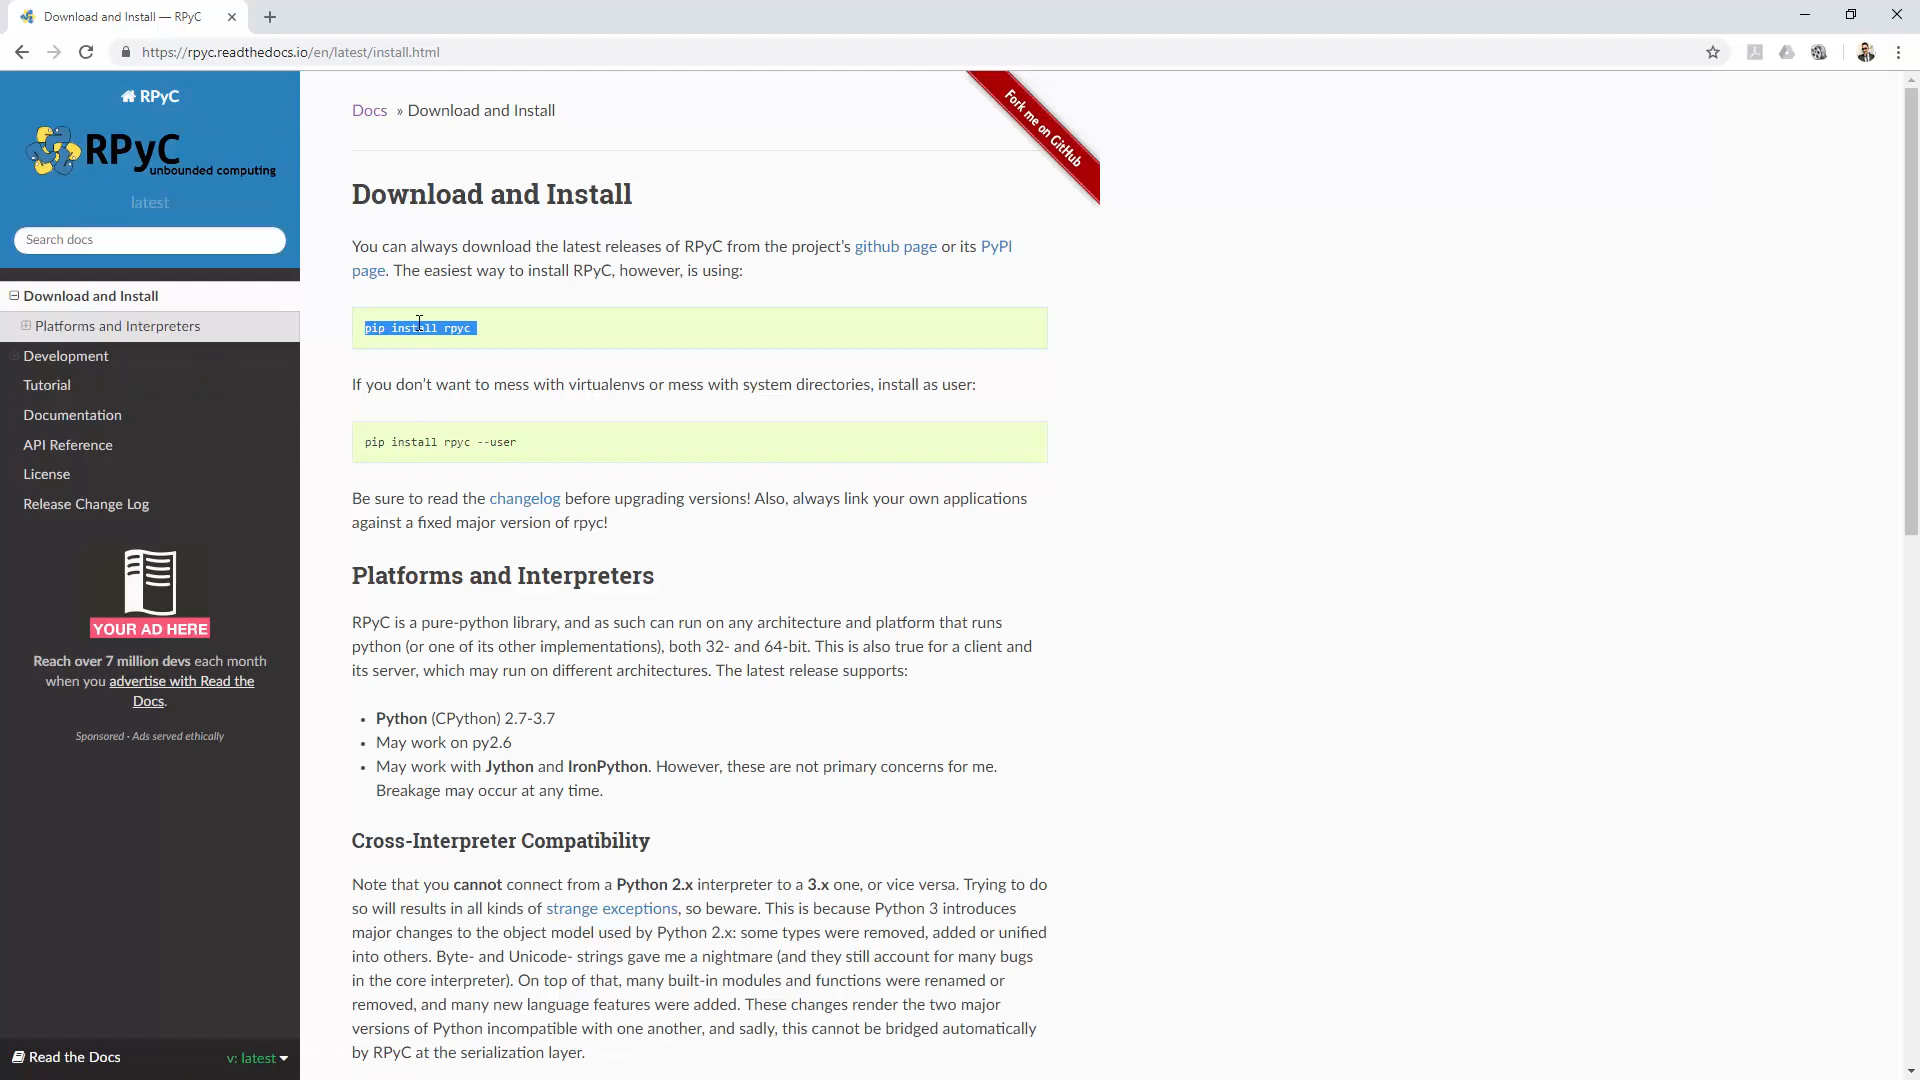 Download and Install — RPyC
https://rpyc.readthedocs.io/en/latest/install.html
RPyC
RPyC
unbounded computing
latest
Search docs
Download and Install
Platforms and Interpreters
Development
Tutorial
Documentation
API Reference
License
Release Change Log
YOUR AD HERE
Reach over 7 million devs each month
when you advertise with Read the
Docs.
Sponsored · Ads served ethically
Read the Docs
v: latest
Docs » Download and Install
Fork me on GitHub
Download and Install
You can always download the latest releases of RPyC from the project’s github page or its PyPI
page. The easiest way to install RPyC, however, is using:
pip install rpyc
If you don’t want to mess with virtualenvs or mess with system directories, install as user:
pip install rpyc --user
Be sure to read the changelog before upgrading versions! Also, always link your own applications
against a fixed major version of rpyc!
Platforms and Interpreters
RPyC is a pure-python library, and as such can run on any architecture and platform that runs
python (or one of its other implementations), both 32- and 64-bit. This is also true for a client and
its server, which may run on different architectures. The latest release supports:
• Python (CPython) 2.7-3.7
• May work on py2.6
• May work with Jython and IronPython. However, these are not primary concerns for me.
Breakage may occur at any time.
Cross-Interpreter Compatibility
Note that you cannot connect from a Python 2.x interpreter to a 3.x one, or vice versa. Trying to do
so will results in all kinds of strange exceptions, so beware. This is because Python 3 introduces
major changes to the object model used by Python 2.x: some types were removed, added or unified
into others. Byte- and Unicode- strings gave me a nightmare (and they still account for many bugs
in the core interpreter). On top of that, many built-in modules and functions were renamed or
removed, and many new language features were added. These changes render the two major
versions of Python incompatible with one another, and sadly, this cannot be bridged automatically
by RPyC at the serialization layer.